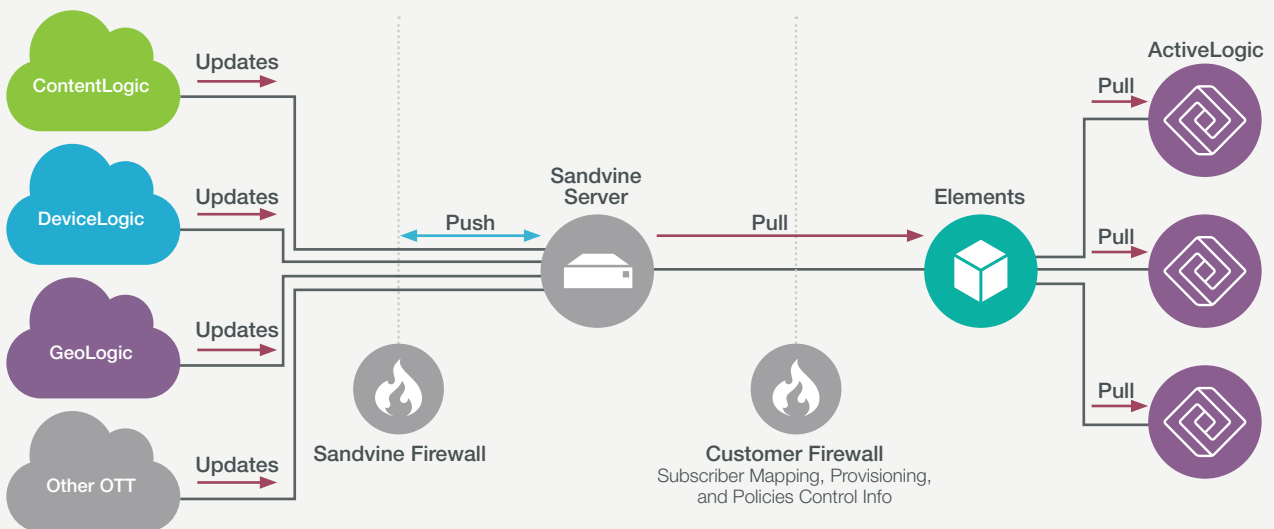 ContentLogic
Updates
DeviceLogic
Updates
GeoLogic
Updates
Other OTT
Updates
Push
Sandvine Firewall
Sandvine
Server
Pull
Customer Firewall
Subscriber Mapping, Provisioning,
and Policies Control Info
Elements
ActiveLogic
Pull
Pull
Pull